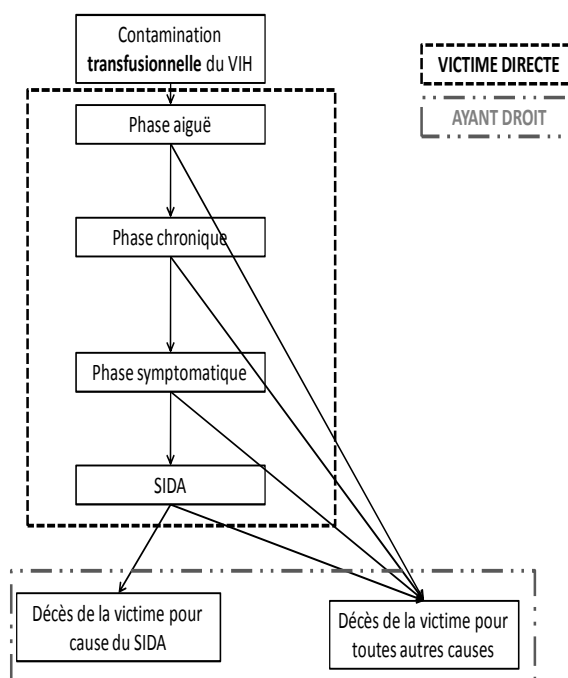 Contamination
transfusionnelle du VIH
VICTIME DIRECTE
AYANT DROIT
Phase aiguë
Phase chronique
Phase symptomatique
SIDA
Décès de la victime pour
cause du SIDA
Décès de la victime pour
toutes autres causes